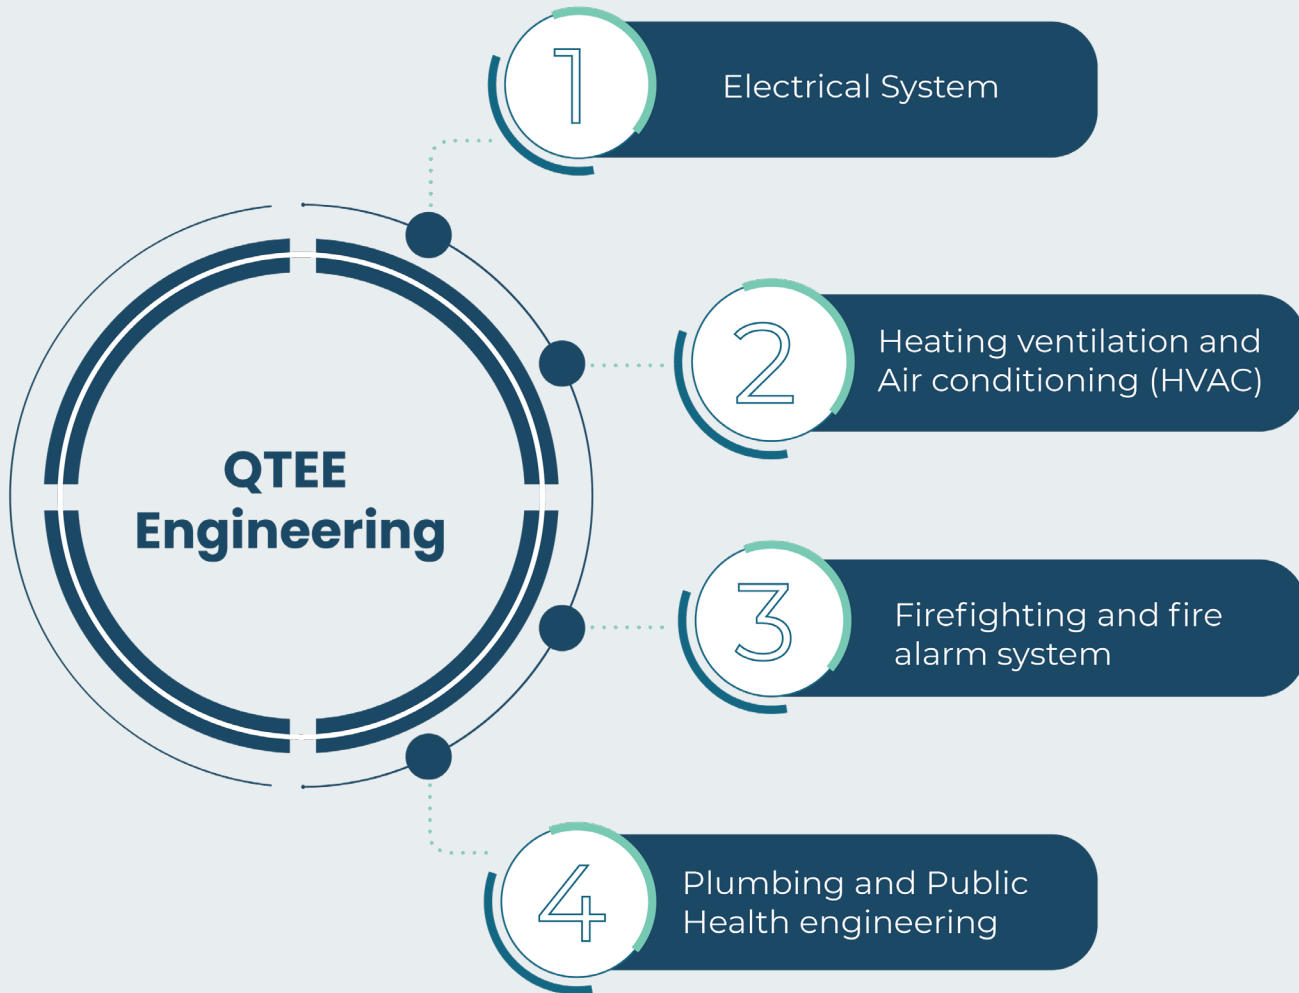 QTEE
Engineering
1
Electrical System
2
Heating ventilation and
Air conditioning (HVAC)
3
Firefighting and fire
alarm system
4
Plumbing and Public
Health engineering